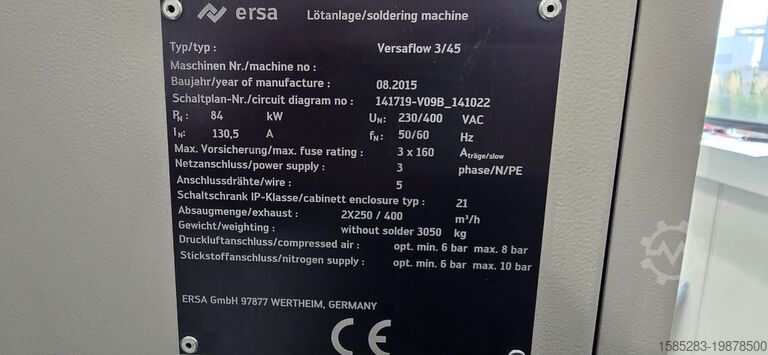 ersa Lötanlage/soldering machine
Typ/typ : Versaflow 3/45
Maschinen Nr./machine no :
Baujahr/year of manufacture : 08.2015
Schaltplan-Nr./circuit diagram no : 141719-V09B_141022
PN : 84 kW UN : 230/400 VAC
IN : 130,5 A fN : 50/60 Hz
Max. Vorsicherung/max. fuse rating : 3 x 160 Aträge/slow
Netzanschluss/power supply : 3 phase/N/PE
Anschlussdrähte/wire : 5
Schaltschrank IP-Klasse/cabinett enclosure typ : 21
Absaugmenge/exhaust : 2X250 / 400 m³/h
Gewicht/weighting : without solder 3050 kg
Druckluftanschluss/compressed air : opt. min. 6 bar max. 8 bar
Stickstoffanschluss/nitrogen supply : opt. min. 6 bar max. 10 bar
ERSA GmbH 97877 WERTHEIM, GERMANY
CE
1585283-19878500